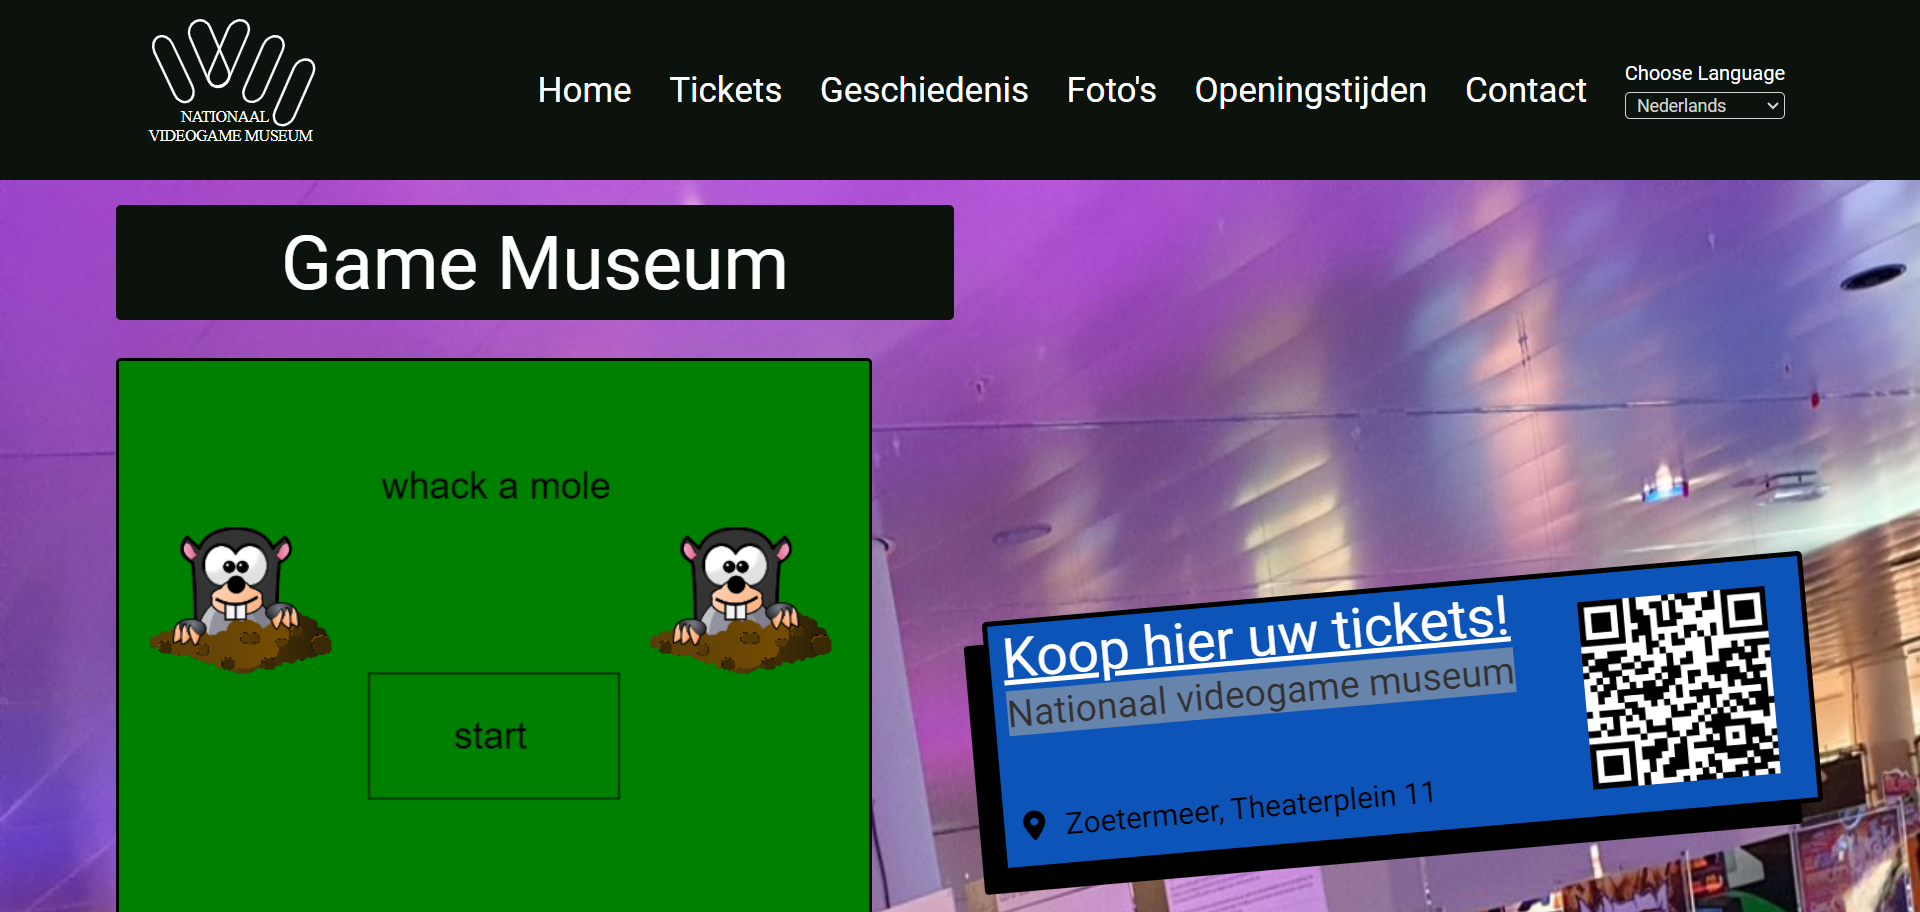 NATIONAAL
VIDEOGAME MUSEUM
Home Tickets Geschiedenis Foto's Openingstijden Contact
Choose Language
Nederlands
Game Museum
whack a mole
start
Koop hier uw tickets!
Nationaal videogame museum
Zoetermeer, Theaterplein 11